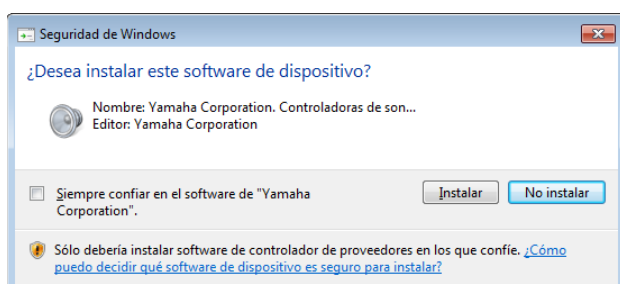 Seguridad de Windows
¿Desea instalar este software de dispositivo?
Nombre: Yamaha Corporation. Controladoras de son...
Editor: Yamaha Corporation
Siempre confiar en el software de "Yamaha
Corporation".
Instalar
No instalar
Sólo debería instalar software de controlador de proveedores en los que confíe. ¿Cómo
puedo decidir qué software de dispositivo es seguro para instalar?